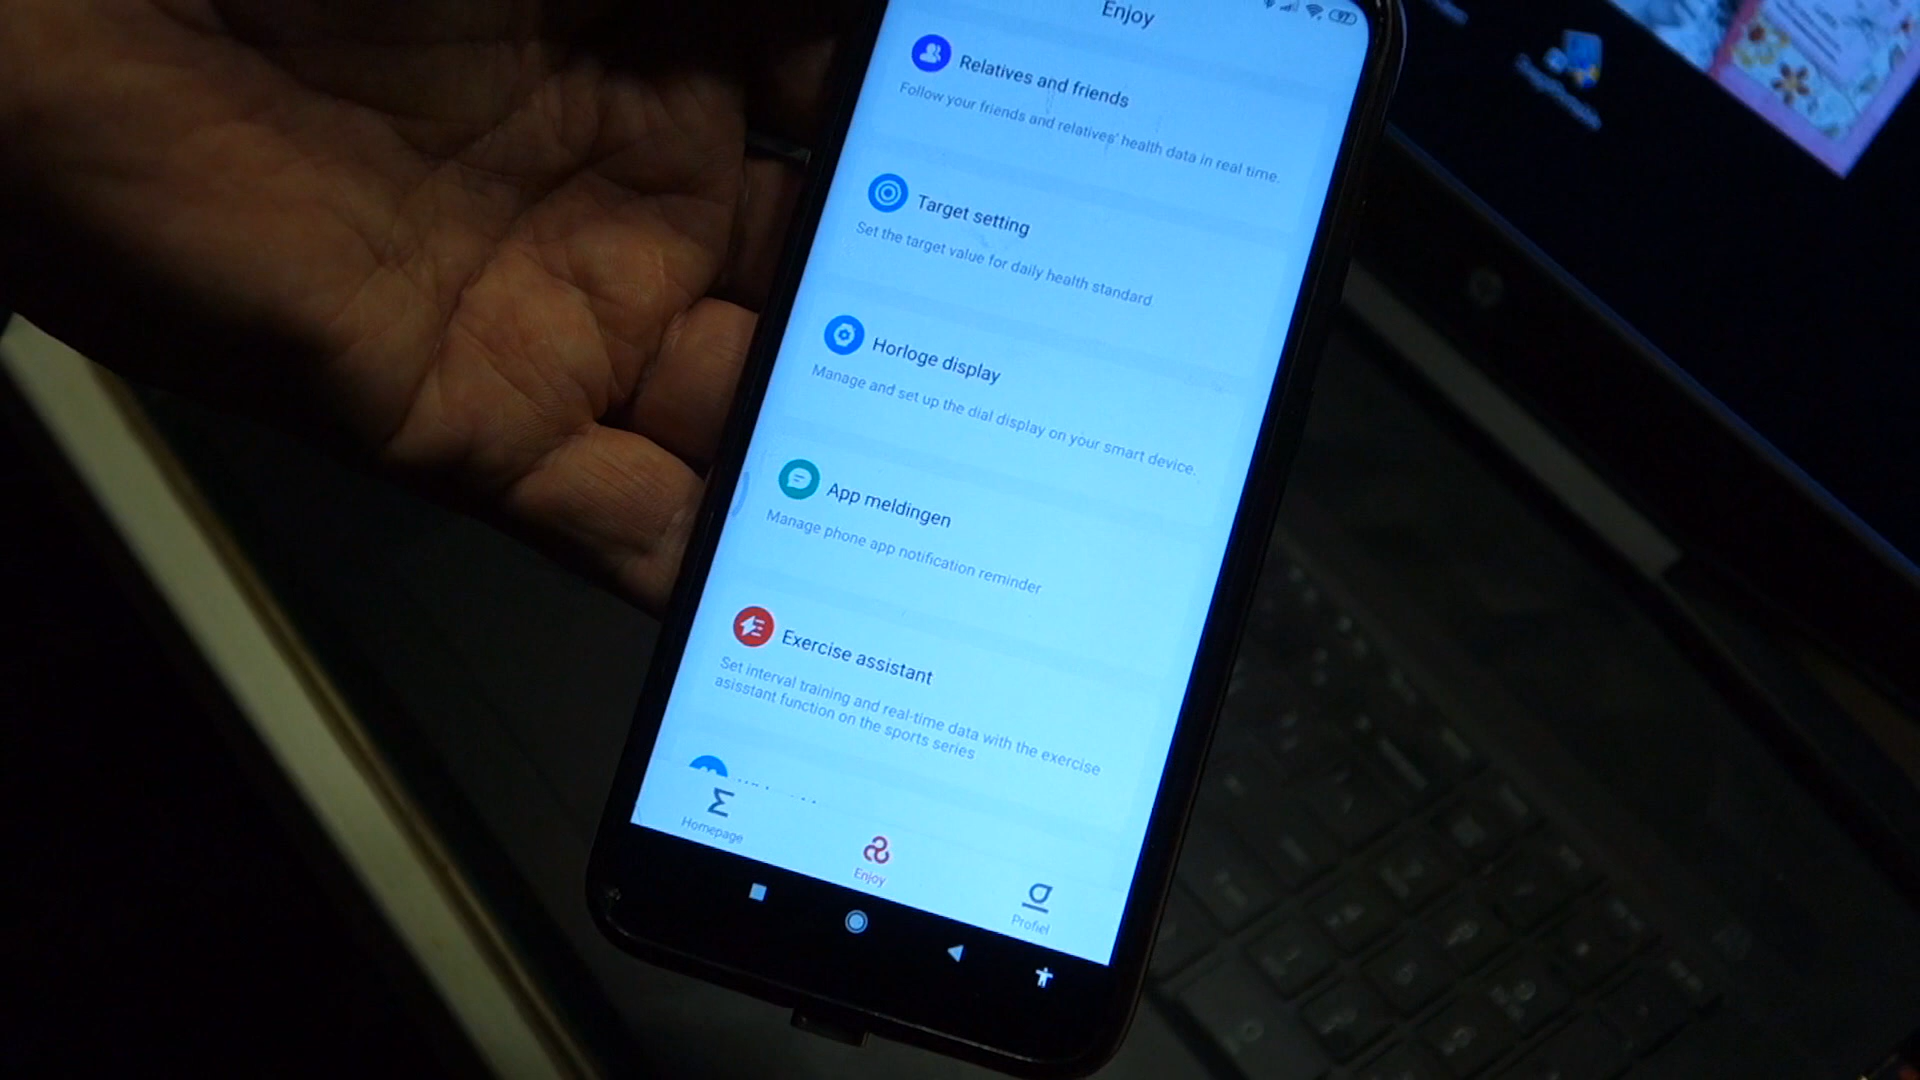 Enjoy
Relatives and friends
Follow your friends and relatives' health data in real time.
Target setting
Set the target value for daily health standard
Horloge display
Manage and set up the dial display on your smart device.
App meldingen
Manage phone app notification reminder
Exercise assistant
Set interval training and real-time data with the exercise
asisstant function on the sports series
Homepage
Enjoy
Profiel